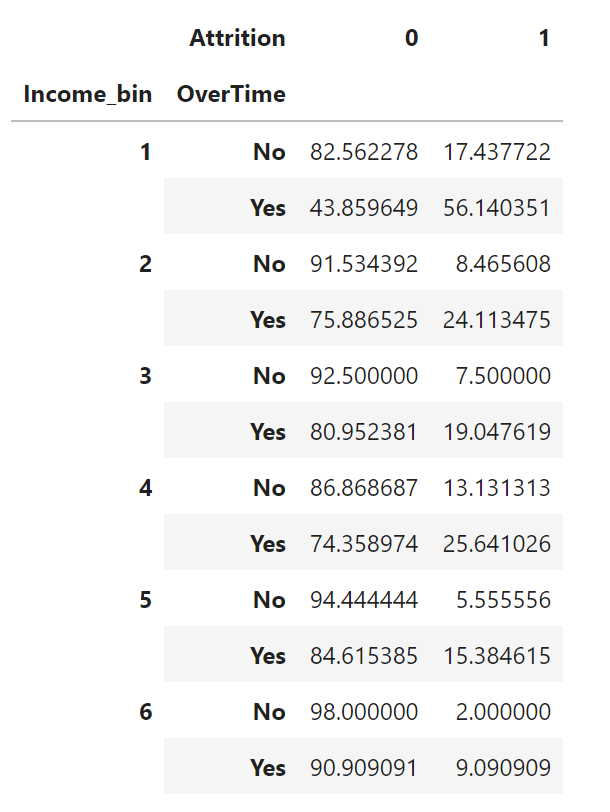 Attrition 0 1
Income_bin OverTime
1 No 82.562278 17.437722
Yes 43.859649 56.140351
2 No 91.534392 8.465608
Yes 75.886525 24.113475
3 No 92.500000 7.500000
Yes 80.952381 19.047619
4 No 86.868687 13.131313
Yes 74.358974 25.641026
5 No 94.444444 5.555556
Yes 84.615385 15.384615
6 No 98.000000 2.000000
Yes 90.909091 9.090909